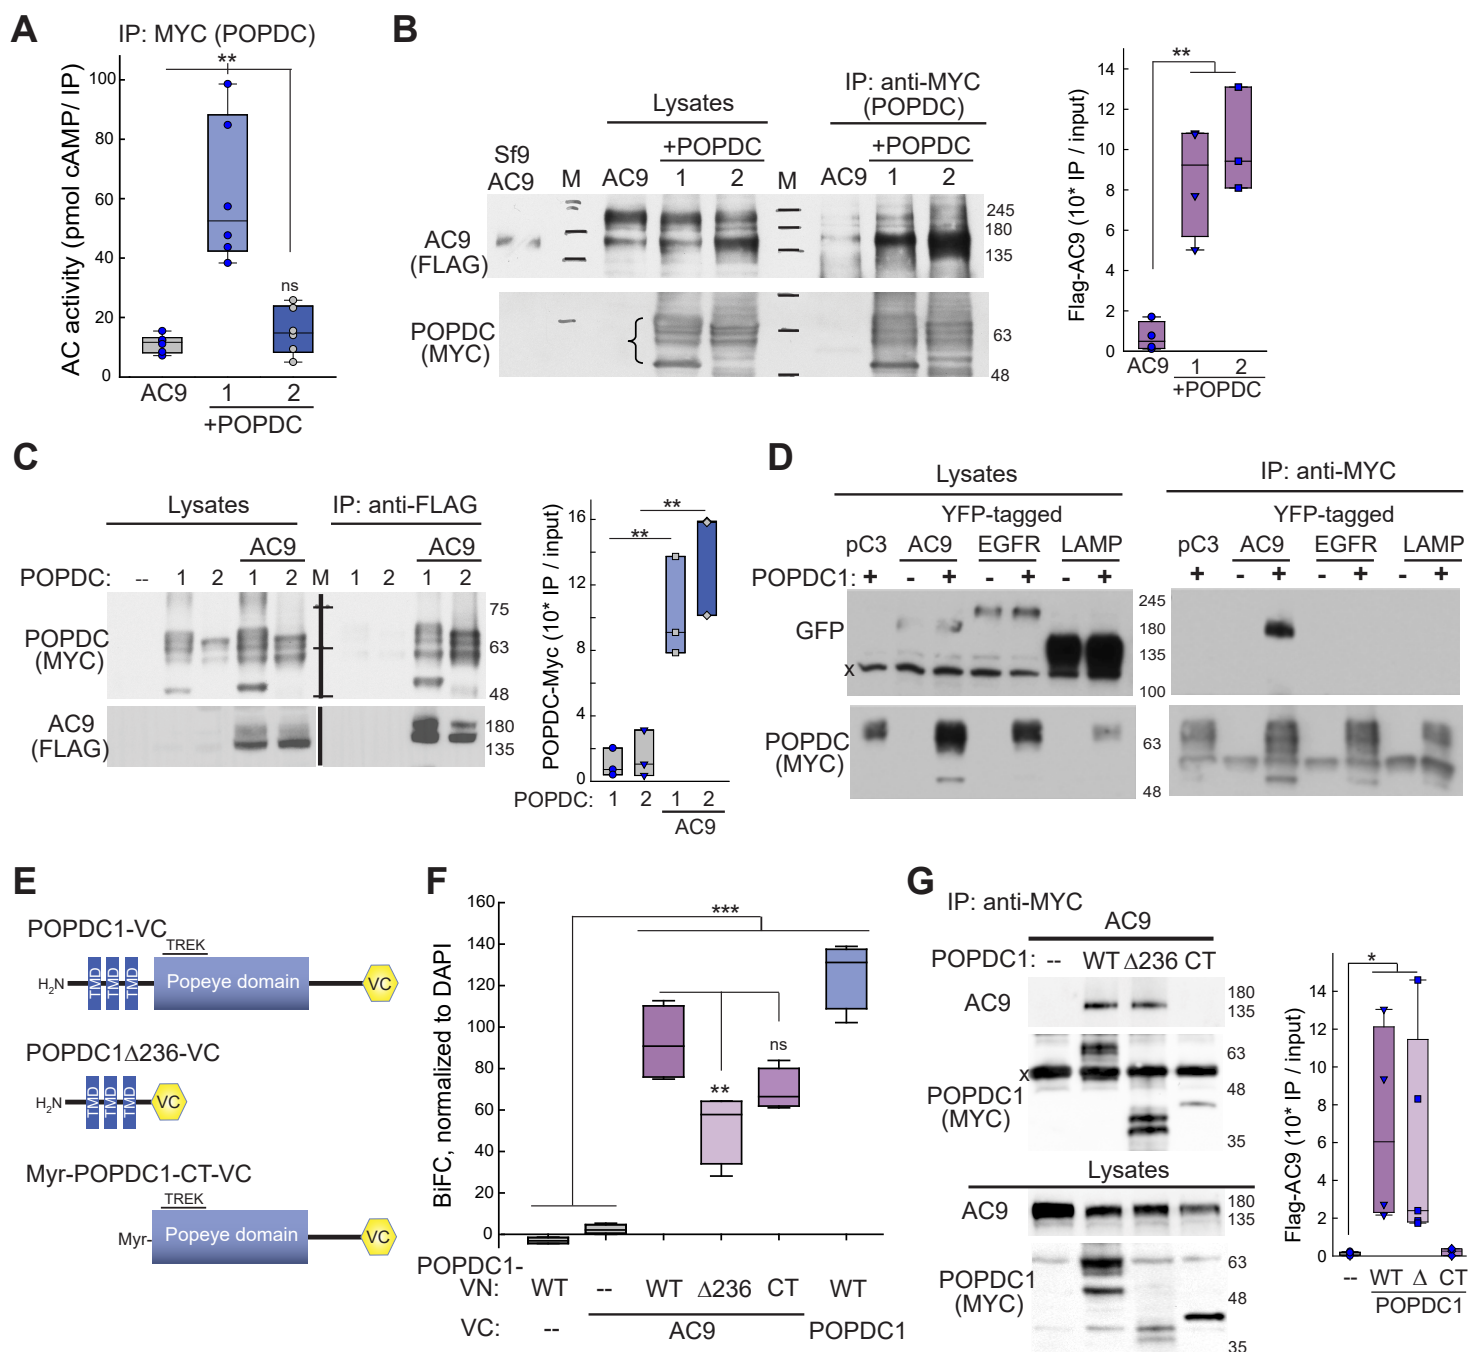 A
IP: MYC (POPDC)
**
AC activity (pmol cAMP/ IP)
100
80
60
40
20
0
ns
AC9 1 2
+POPDC
B
Lysates
IP: anti-MYC
(POPDC)
+POPDC +POPDC
Sf9
AC9 M AC9 1 2 M AC9 1 2
AC9
(FLAG)
245
180
135
POPDC
(MYC)
63
48
**
Flag-AC9 (10* IP / input)
14
12
10
8
6
4
2
0
AC9 1 2
+POPDC
C
Lysates IP: anti-FLAG
AC9 AC9
POPDC: -- 1 2 1 2 M 1 2 1 2
POPDC
(MYC)
75
63
48
AC9
(FLAG)
180
135
** **
POPDC-Myc (10* IP / input)
16
12
8
4
0
POPDC: 1 2 1 2
AC9
D
Lysates IP: anti-MYC
YFP-tagged YFP-tagged
pC3 AC9 EGFR LAMP pC3 AC9 EGFR LAMP
POPDC1: + - + - + - + + - + - + - +
GFP
x
245
180
135
100
POPDC
(MYC)
63
48
E
POPDC1-VC
TREK
H2N TMD TMD TMD Popeye domain VC
POPDC1Δ236-VC
H2N TMD TMD TMD VC
Myr-POPDC1-CT-VC
TREK
Myr- Popeye domain VC
F
BiFC, normalized to DAPI
160
140
120
100
80
60
40
20
0
***
**
ns
POPDC1-
VN: WT -- WT Δ236 CT WT
VC: -- AC9 POPDC1
G
IP: anti-MYC
AC9
POPDC1: -- WT Δ236 CT
AC9
180
135
x
POPDC1
(MYC)
63
48
35
Lysates
AC9
180
135
POPDC1
(MYC)
63
48
35
*
Flag-AC9 (10* IP / input)
14
12
10
8
6
4
2
0
-- WT Δ CT
POPDC1